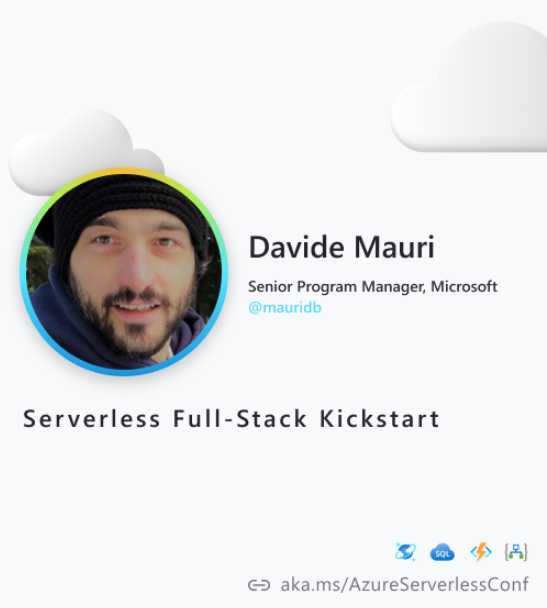 Davide Mauri
Senior Program Manager, Microsoft
@mauridb
Serverless Full-Stack Kickstart
SQL
aka.ms/AzureServerlessConf